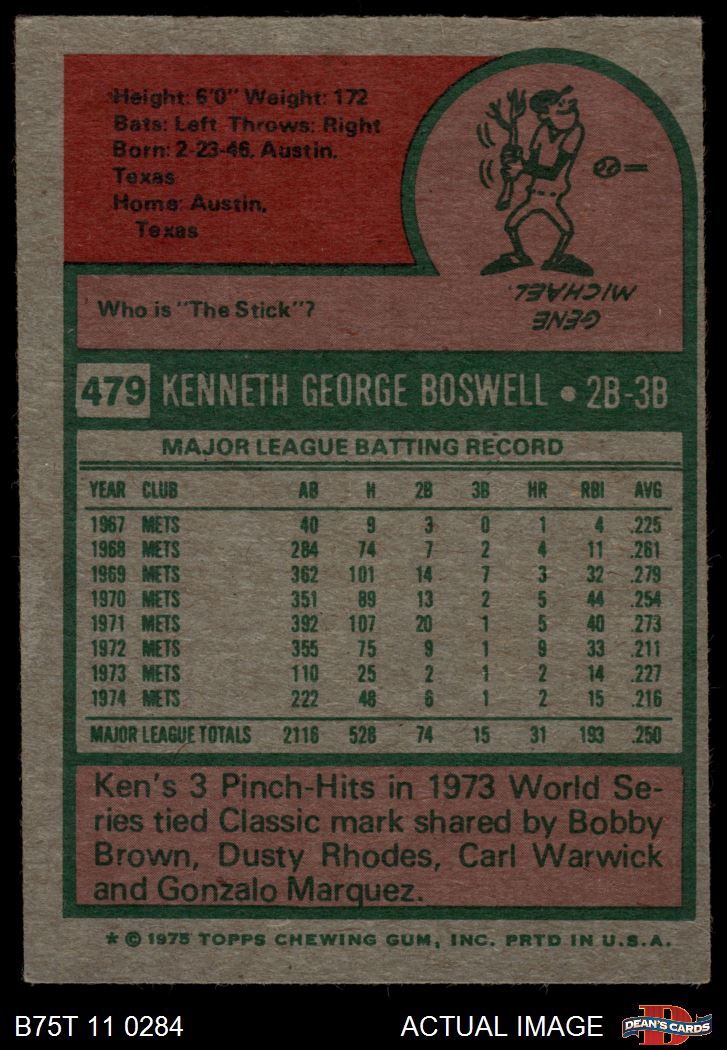 Height: 6'0" Weight: 172
Bats: Left Throws: Right
Born: 2-23-46, Austin,
Texas
Home: Austin,
Texas
GENE
MICHAEL.
Who is "The Stick"?
479 KENNETH GEORGE BOSWELL • 2B-3B
MAJOR LEAGUE BATTING RECORD
YEAR CLUB AB H 2B 3B HR RBI AVG
1967 METS 40 9 3 0 1 4 .225
1968 METS 284 74 7 2 4 11 .261
1969 METS 362 101 14 7 3 32 .279
1970 METS 351 89 13 2 5 44 .254
1971 METS 392 107 20 1 5 40 .273
1972 METS 355 75 9 1 9 33 .211
1973 METS 110 25 2 1 2 14 .227
1974 METS 222 48 6 1 2 15 .216
MAJOR LEAGUE TOTALS 2116 528 74 15 31 193 .250
Ken's 3 Pinch-Hits in 1973 World Se-
ries tied Classic mark shared by Bobby
Brown, Dusty Rhodes, Carl Warwick
and Gonzalo Marquez.
* © 1975 TOPPS CHEWING GUM, INC. PRTD IN U.S.A.
B75T 11 0284 ACTUAL IMAGE D DEAN'S CARDS